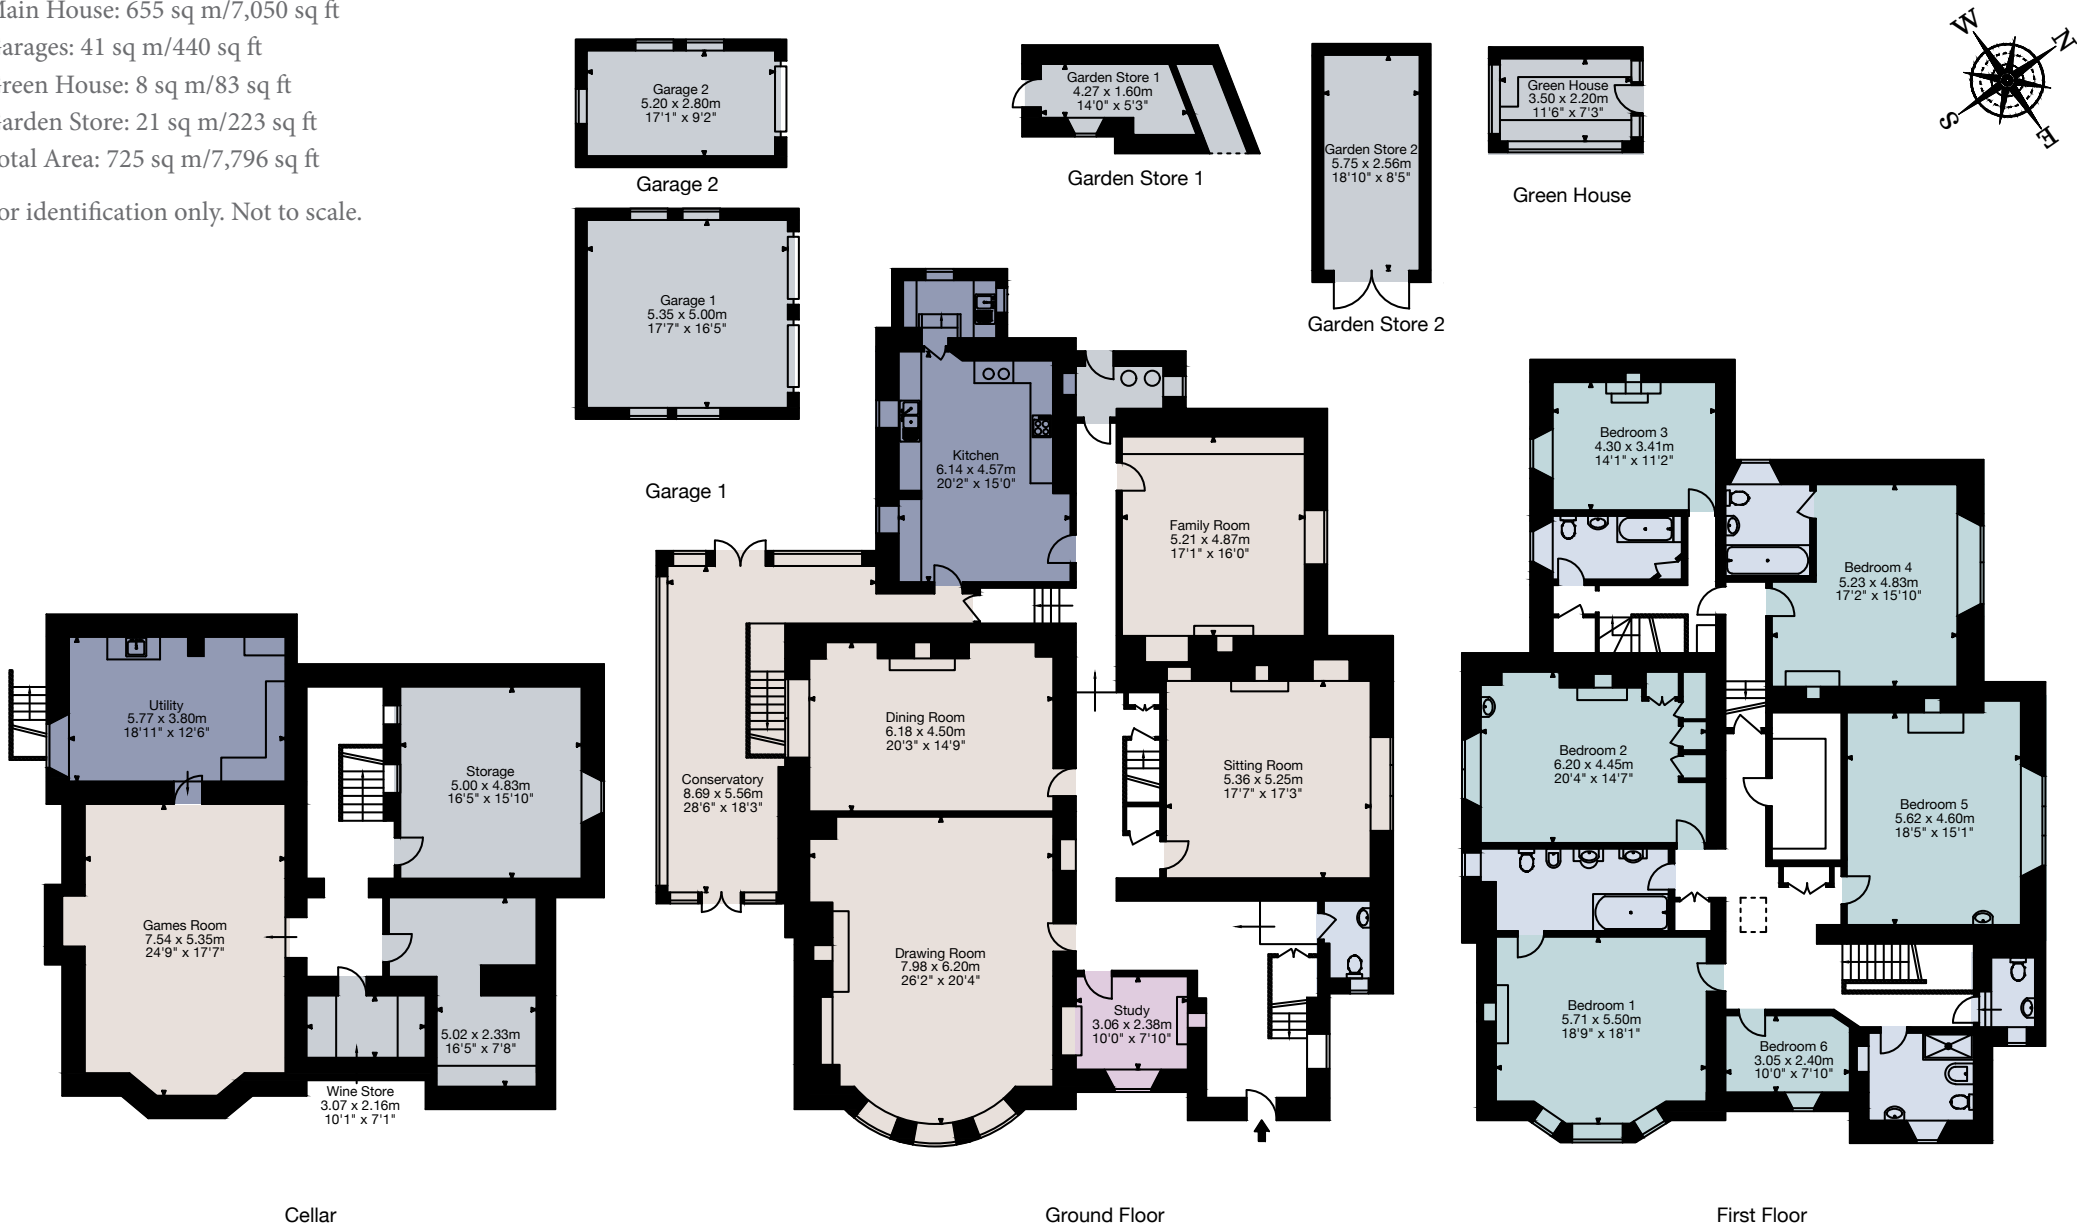 Main House: 655 sq m/7,050 sq ft
Garages: 41 sq m/440 sq ft
Green House: 8 sq m/83 sq ft
Garden Store: 21 sq m/223 sq ft
Total Area: 725 sq m/7,796 sq ft
For identification only. Not to scale.
Garage 2
5.20 x 2.80m
17'1" x 9'2"
Garage 2
Garden Store 1
4.27 x 1.60m
14'0" x 5'3"
Garden Store 1
Garden Store 2
5.75 x 2.56m
18'10" x 8'5"
Garden Store 2
Green House
3.50 x 2.20m
11'6" x 7'3"
Green House
W
N
S
E
Garage 1
5.35 x 5.00m
17'7" x 16'5"
Garage 1
Utility
5.77 x 3.80m
18'11" x 12'6"
Storage
5.00 x 4.83m
16'5" x 15'10"
Games Room
7.54 x 5.35m
24'9" x 17'7"
5.02 x 2.33m
16'5" x 7'8"
Wine Store
3.07 x 2.16m
10'1" x 7'1"
Cellar
Kitchen
6.14 x 4.57m
20'2" x 15'0"
Family Room
5.21 x 4.87m
17'1" x 16'0"
Dining Room
6.18 x 4.50m
20'3" x 14'9"
Conservatory
8.69 x 5.56m
28'6" x 18'3"
Sitting Room
5.36 x 5.25m
17'7" x 17'3"
Drawing Room
7.98 x 6.20m
26'2" x 20'4"
Study
3.06 x 2.38m
10'0" x 7'10"
Ground Floor
Bedroom 3
4.30 x 3.41m
14'1" x 11'2"
Bedroom 4
5.23 x 4.83m
17'2" x 15'10"
Bedroom 2
6.20 x 4.45m
20'4" x 14'7"
Bedroom 5
5.62 x 4.60m
18'5" x 15'1"
Bedroom 1
5.71 x 5.50m
18'9" x 18'1"
Bedroom 6
3.05 x 2.40m
10'0" x 7'10"
First Floor